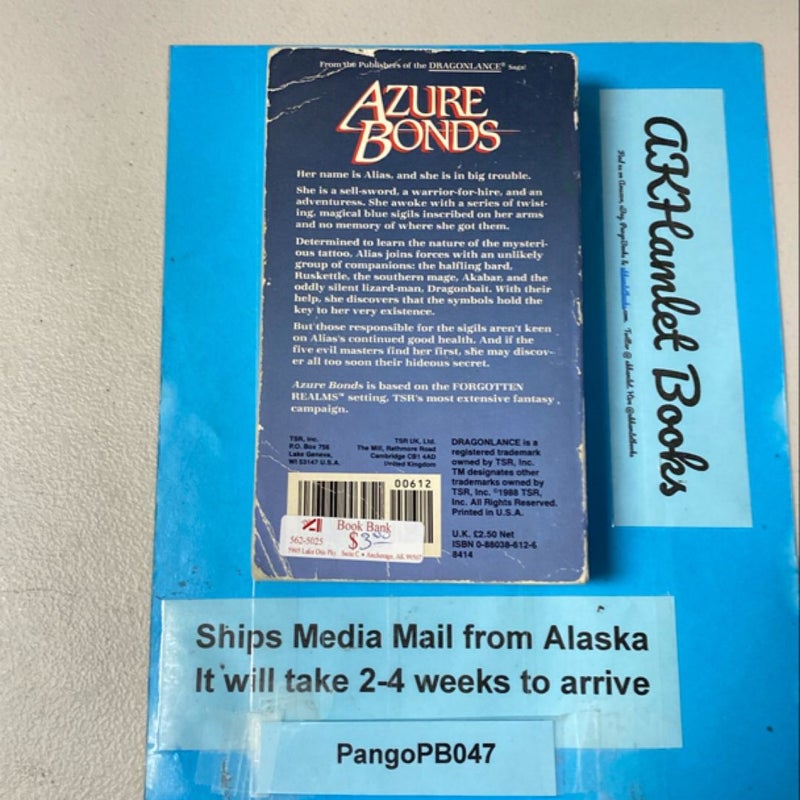 From the Publishers of the DRAGONLANCE® Saga!
AZURE
BONDS
Her name is Alias, and she is in big trouble.
She is a sell-sword, a warrior-for-hire, and an
adventuress. She awoke with a series of twist-
ing, magical blue sigils inscribed on her arms
and no memory of where she got them.
Determined to learn the nature of the mysteri-
ous tattoo, Alias joins forces with an unlikely
group of companions: the halfling bard,
Ruskettle, the southern mage, Akabar, and the
oddly silent lizard-man, Dragonbait. With their
help, she discovers that the symbols hold the
key to her very existence.
But those responsible for the sigils aren't keen
on Alias's continued good health. And if the
five evil masters find her first, she may discov-
er all too soon their hideous secret.
Azure Bonds is based on the FORGOTTEN
REALMS™ setting, TSR's most extensive fantasy
campaign.
TSR, Inc.
P.O. Box 756
Lake Geneva,
WI 53147 U.S.A.
TSR UK, Ltd.
The Mill, Rathmore Road
Cambridge CB1 4AD
United Kingdom
DRAGONLANCE is a
registered trademark
owned by TSR, Inc.
TM designates other
trademarks owned by
TSR, Inc. ©1988 TSR,
Inc. All Rights Reserved.
Printed in U.S.A.
U.K. £2.50 Net
ISBN 0-88038-612-6
8414
00612
Book Bank
562-5025
$3.00
5905 Lake Otis Pky Suite C • Anchorage, AK 99507
AKHamlet Books
Ships Media Mail from Alaska
It will take 2-4 weeks to arrive
PangoPB047